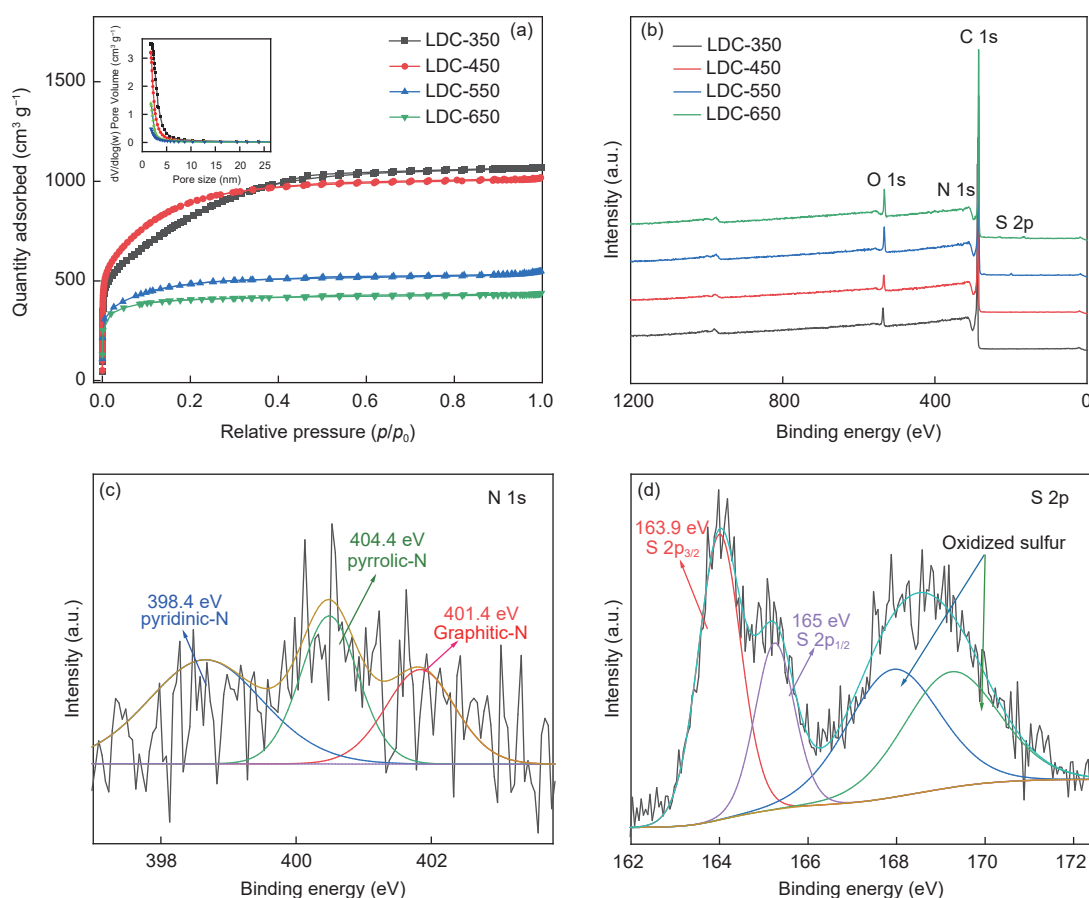 (a)
LDC-350
LDC-450
LDC-550
LDC-650
1500
1000
500
0
0.0 0.2 0.4 0.6 0.8 1.0
Quantity adsorbed (cm³ g⁻¹)
Relative pressure (p/p₀)
3
2
1
1
0
0 5 10 15 20 25
dV/dlog(w) Pore Volume (cm³ g⁻¹)
Pore size (nm)
(b)
LDC-350
LDC-450
LDC-550
LDC-650
C 1s
O 1s
N 1s
S 2p
Intensity (a.u.)
1200 800 400 0
Binding energy (eV)
(c)
N 1s
404.4 eV
pyrrolic-N
398.4 eV
pyridinic-N
401.4 eV
Graphitic-N
Intensity (a.u.)
398 400 402
Binding energy (eV)
(d)
S 2p
163.9 eV
S 2p₃/₂
Oxidized sulfur
165 eV
S 2p₁/₂
Intensity (a.u.)
162 164 166 168 170 172
Binding energy (eV)